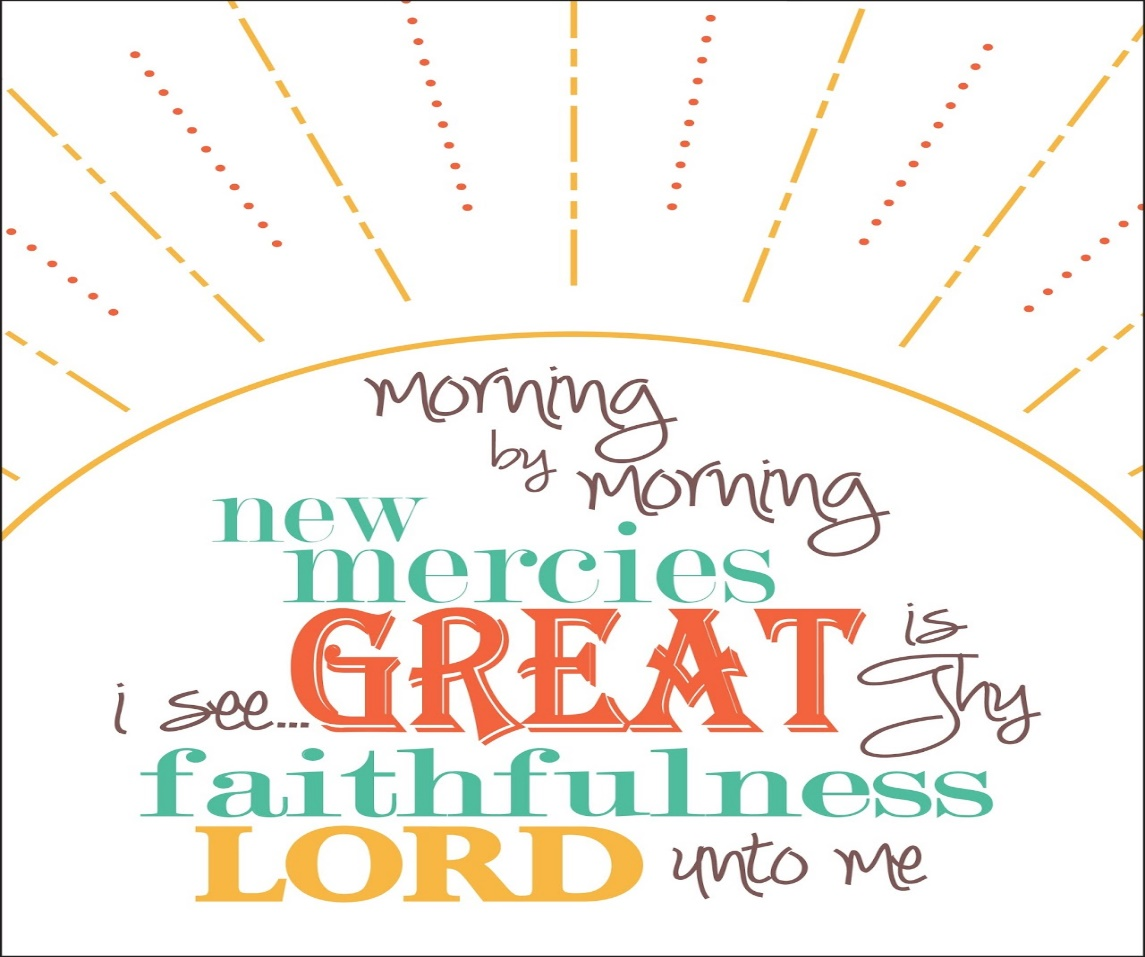 morning
by morning
new
mercies
i see... GREAT is
Thy
faithfulness
LORD unto me